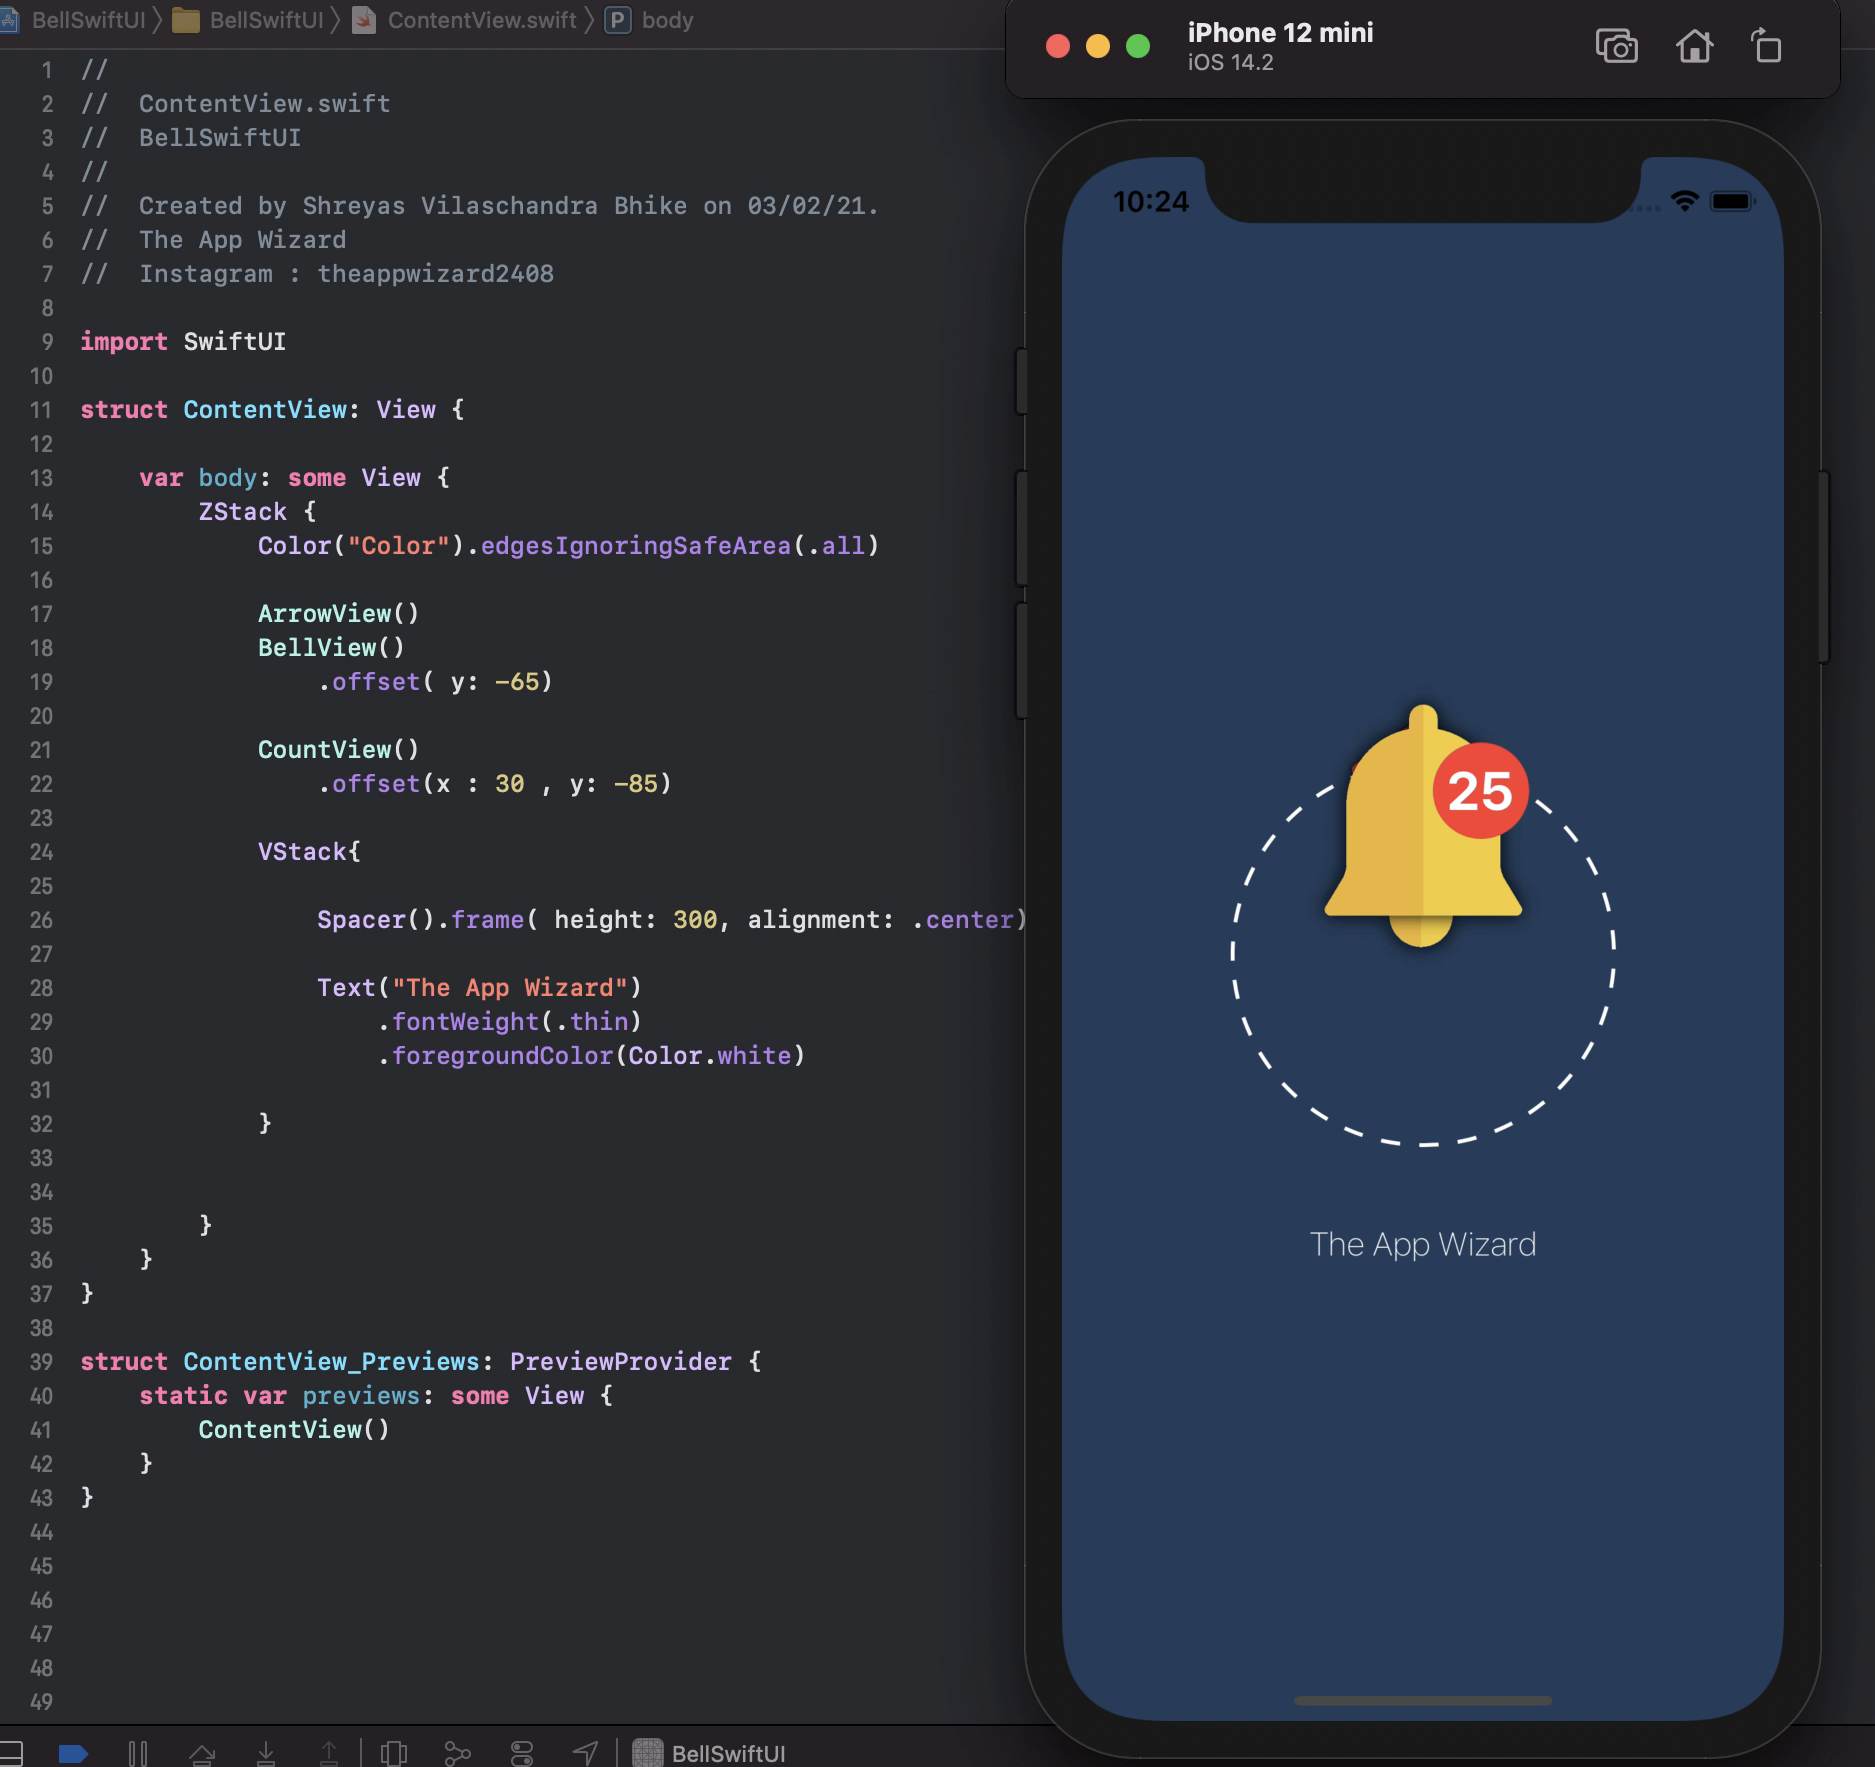 BellSwiftUI BellSwiftUI ContentView.swift P body
1 //
2 //  ContentView.swift
3 //  BellSwiftUI
4 //
5 //  Created by Shreyas Vilaschandra Bhike on 03/02/21.
6 //  The App Wizard
7 //  Instagram : theappwizard2408
8
9 import SwiftUI
10
11 struct ContentView: View {
12
13     var body: some View {
14         ZStack {
15             Color("Color").edgesIgnoringSafeArea(.all)
16
17             ArrowView()
18             BellView()
19                 .offset( y: -65)
20
21             CountView()
22                 .offset(x : 30 , y: -85)
23
24             VStack{
25
26                 Spacer().frame( height: 300, alignment: .center)
27
28                 Text("The App Wizard")
29                     .fontWeight(.thin)
30                     .foregroundColor(Color.white)
31
32             }
33
34
35         }
36     }
37 }
38
39 struct ContentView_Previews: PreviewProvider {
40     static var previews: some View {
41         ContentView()
42     }
43 }
44
45
46
47
48
49
BellSwiftUI
iPhone 12 mini
iOS 14.2
10:24
25
The App Wizard